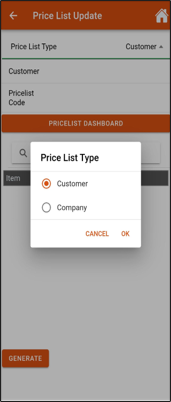 Price List Update
Price List Type Customer
Customer
Pricelist
Code
PRICELIST DASHBOARD
Price List Type
Customer
Company
CANCEL OK
Item
GENERATE